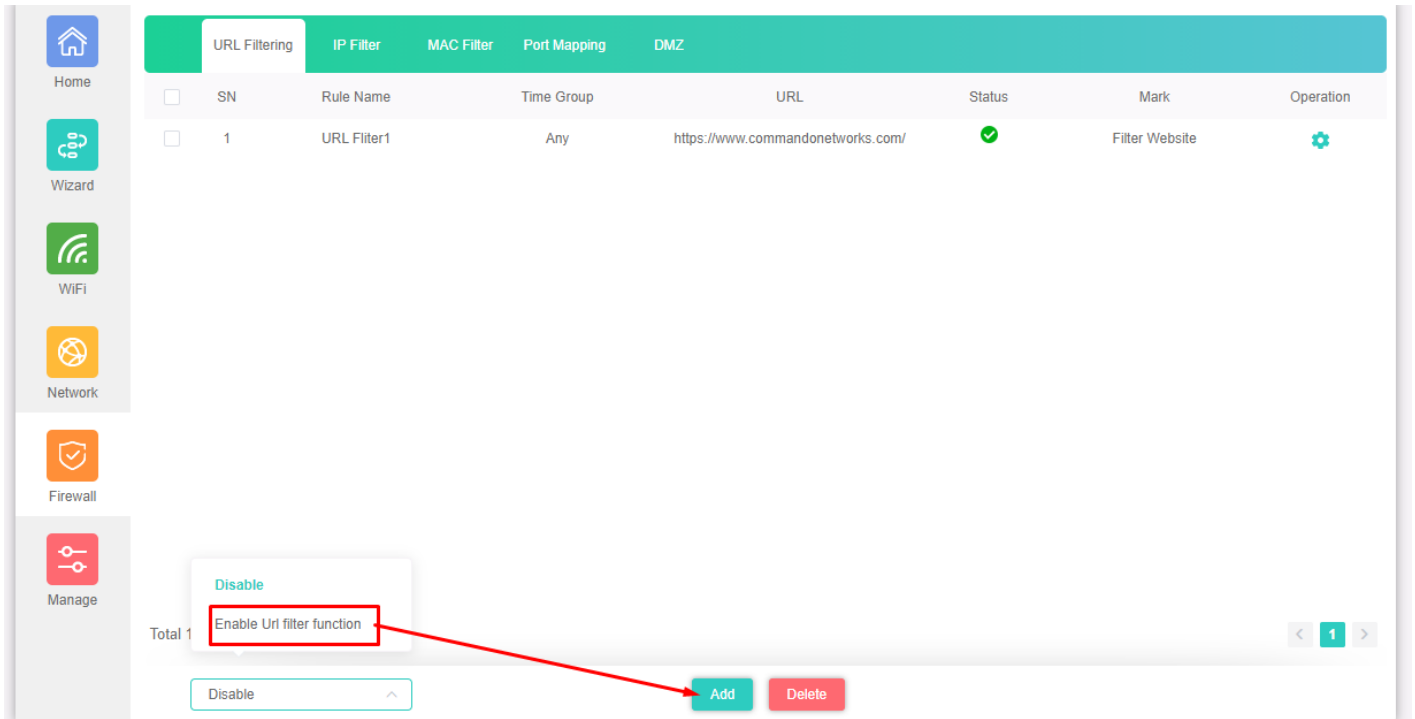 Home
Wizard
WiFi
Network
Firewall
Manage
URL Filtering IP Filter MAC Filter Port Mapping DMZ
SN Rule Name Time Group URL Status Mark Operation
1 URL Fliter1 Any https://www.commandonetworks.com/ Filter Website
Disable
Enable Url filter function
Total 1
< 1 >
Disable Add Delete